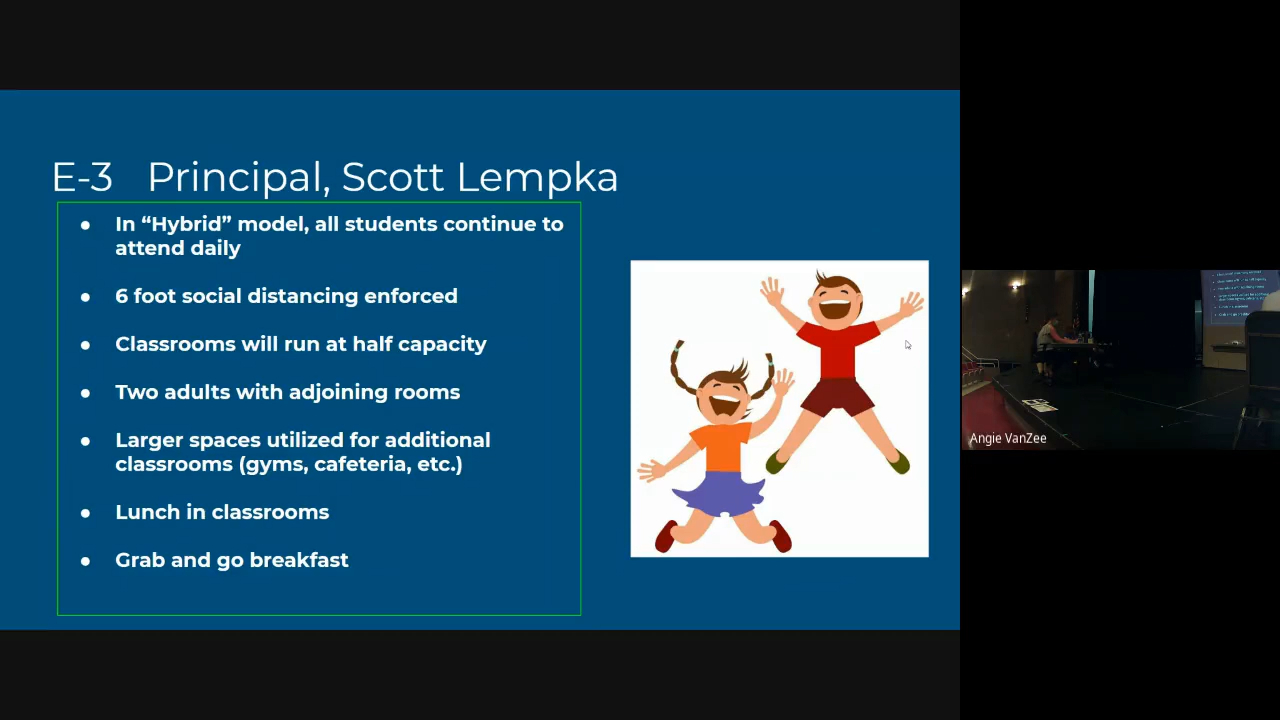 E-3 Principal, Scott Lempka
● In “Hybrid” model, all students continue to
attend daily
● 6 foot social distancing enforced
● Classrooms will run at half capacity
● Two adults with adjoining rooms
● Larger spaces utilized for additional
classrooms (gyms, cafeteria, etc.)
● Lunch in classrooms
● Grab and go breakfast
Angie VanZee